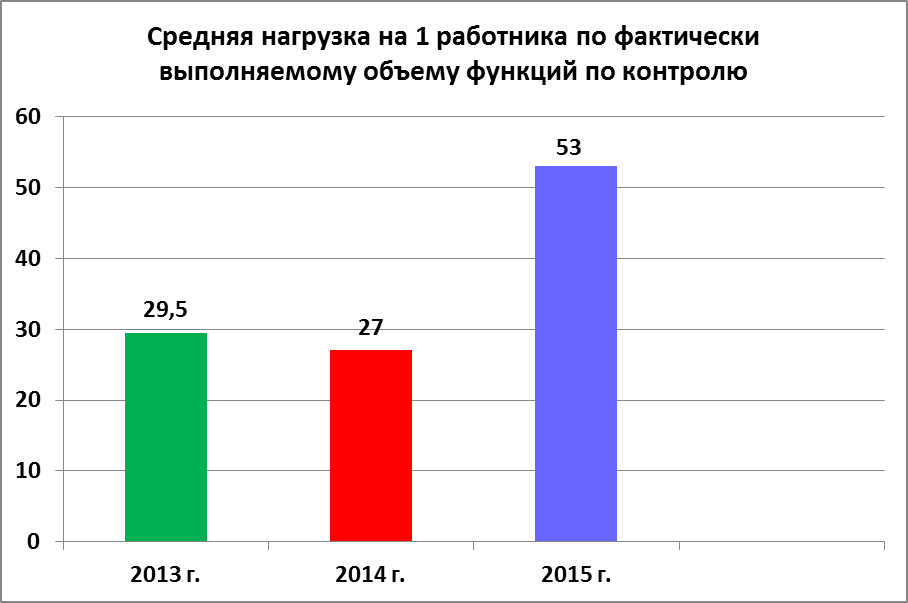 Средняя нагрузка на 1 работника по фактически
выполняемому объему функций по контролю
60
50
40
30
20
10
0
29,5
27
53
2013 г.
2014 г.
2015 г.